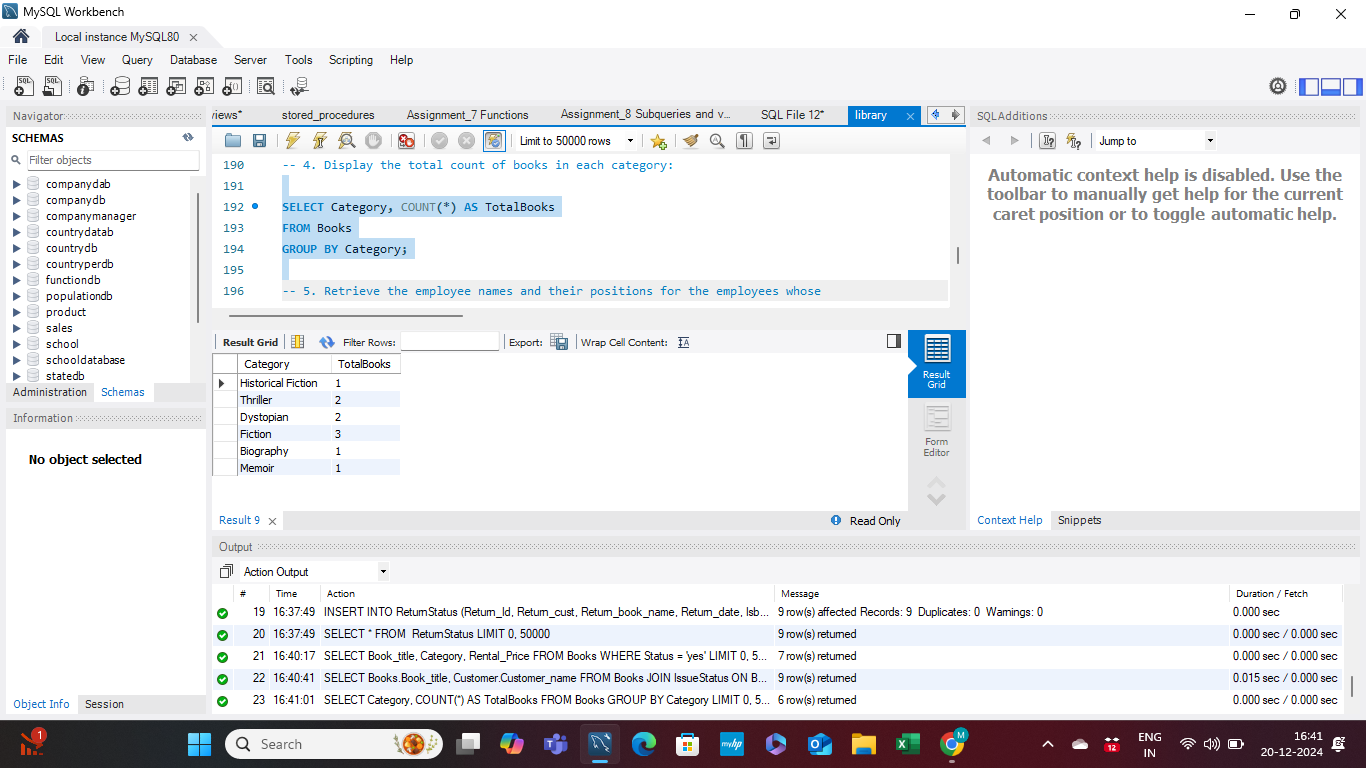 MySQL Workbench
Local instance MySQL80
File Edit View Query Database Server Tools Scripting Help
Navigator
SCHEMAS
Filter objects
companydab
companydb
companymanager
countrydatab
countrydb
countryperdb
functiondb
populationdb
product
sales
school
schooldatabase
statedb
Administration Schemas
Information
No object selected
Object Info Session
views* stored_procedures Assignment_7 Functions Assignment_8 Subqueries and v... SQL File 12* library
Limit to 50000 rows
190 -- 4. Display the total count of books in each category:
191
192 SELECT Category, COUNT(*) AS TotalBooks
193 FROM Books
194 GROUP BY Category;
195
196 -- 5. Retrieve the employee names and their positions for the employees whose
Result Grid Filter Rows: Export: Wrap Cell Content:
Category TotalBooks
Historical Fiction 1
Thriller 2
Dystopian 2
Fiction 3
Biography 1
Memoir 1
Result Grid
Form Editor
Result 9 Read Only
SQLAdditions
Jump to
Automatic context help is disabled. Use the
toolbar to manually get help for the current
caret position or to toggle automatic help.
Context Help Snippets
Output
Action Output
# Time Action Message Duration / Fetch
19 16:37:49 INSERT INTO ReturnStatus (Return_Id, Return_cust, Return_book_name, Return_date, Isb... 9 row(s) affected Records: 9 Duplicates: 0 Warnings: 0 0.000 sec
20 16:37:49 SELECT * FROM ReturnStatus LIMIT 0, 50000 9 row(s) returned 0.000 sec / 0.000 sec
21 16:40:17 SELECT Book_title, Category, Rental_Price FROM Books WHERE Status = 'yes' LIMIT 0, 5... 7 row(s) returned 0.000 sec / 0.000 sec
22 16:40:41 SELECT Books.Book_title, Customer.Customer_name FROM Books JOIN IssueStatus ON B... 9 row(s) returned 0.015 sec / 0.000 sec
23 16:41:01 SELECT Category, COUNT(*) AS TotalBooks FROM Books GROUP BY Category LIMIT 0, 5... 6 row(s) returned 0.000 sec / 0.000 sec
1
Search
myhp
M
12
ENG
IN
16:41
20-12-2024